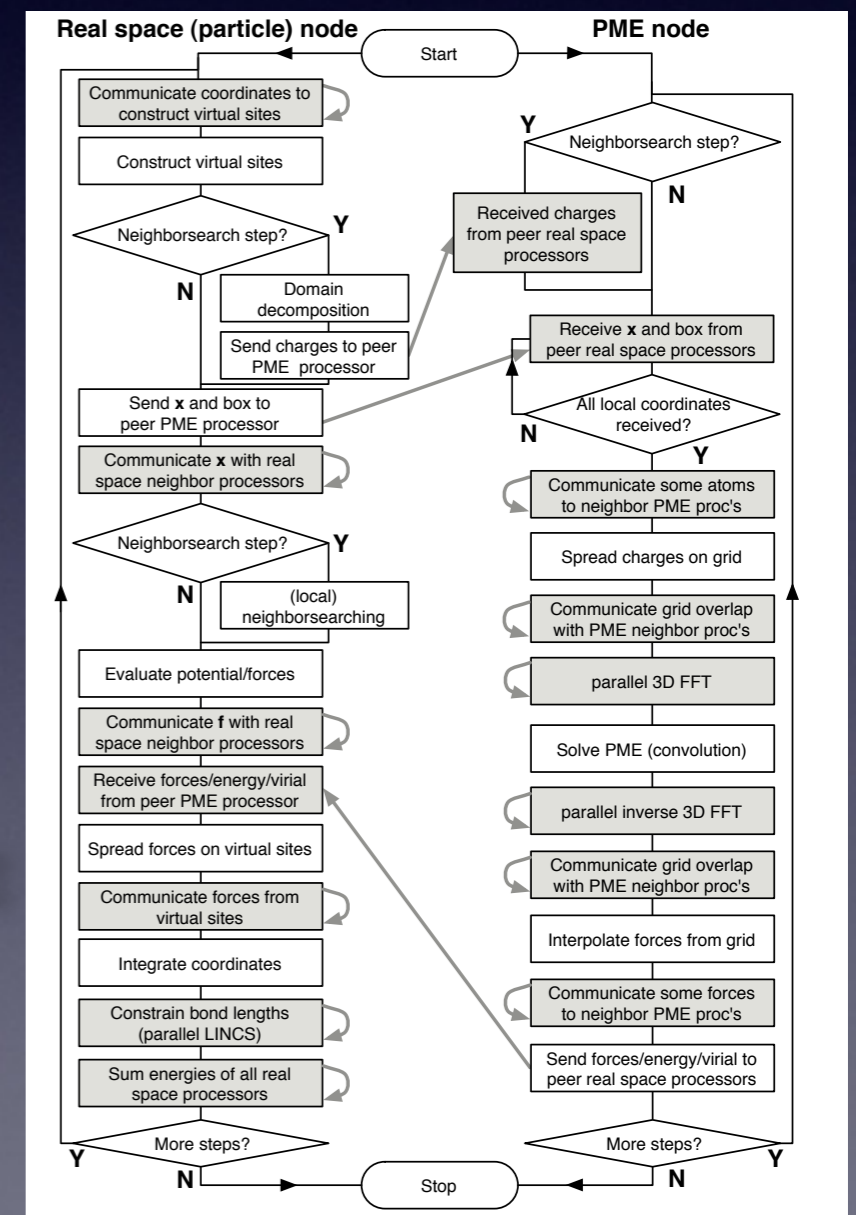 Real space (particle) node
Start
PME node
Communicate coordinates to
construct virtual sites
Construct virtual sites
Neighborsearch step?
Y
N
Domain
decomposition
Send charges to peer
PME processor
Send x and box to
peer PME processor
Communicate x with real
space neighbor processors
Neighborsearch step?
Y
N
(local)
neighborsearching
Evaluate potential/forces
Communicate f with real
space neighbor processors
Receive forces/energy/virial
from peer PME processor
Spread forces on virtual sites
Communicate forces from
virtual sites
Integrate coordinates
Constrain bond lengths
(parallel LINCS)
Sum energies of all real
space processors
More steps?
Y
N
Y
Neighborsearch step?
N
Received charges
from peer real space
processors
Receive x and box from
peer real space processors
All local coordinates
received?
N
Y
Communicate some atoms
to neighbor PME proc's
Spread charges on grid
Communicate grid overlap
with PME neighbor proc's
parallel 3D FFT
Solve PME (convolution)
parallel inverse 3D FFT
Communicate grid overlap
with PME neighbor proc's
Interpolate forces from grid
Communicate some forces
to neighbor PME proc's
Send forces/energy/virial to
peer real space processors
More steps?
Y
N
Stop